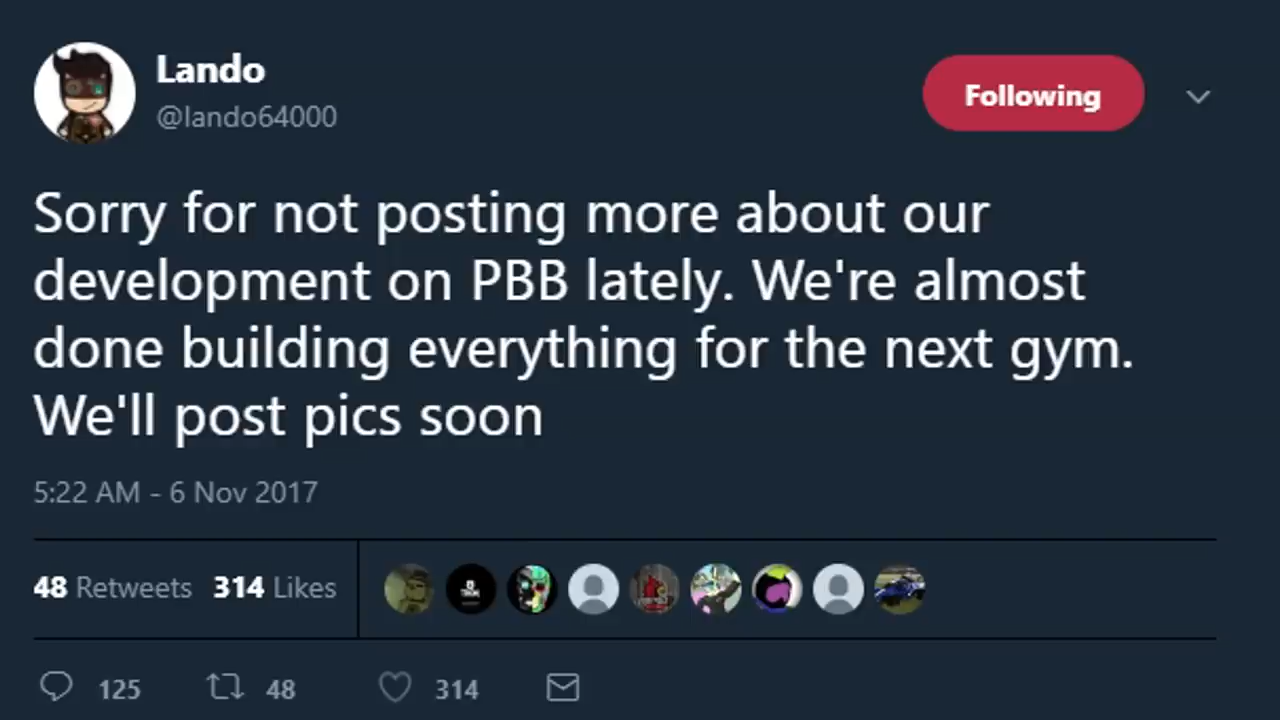 Lando
@lando64000
Following
Sorry for not posting more about our
development on PBB lately. We're almost
done building everything for the next gym.
We'll post pics soon
5:22 AM - 6 Nov 2017
48 Retweets 314 Likes
125 48 314